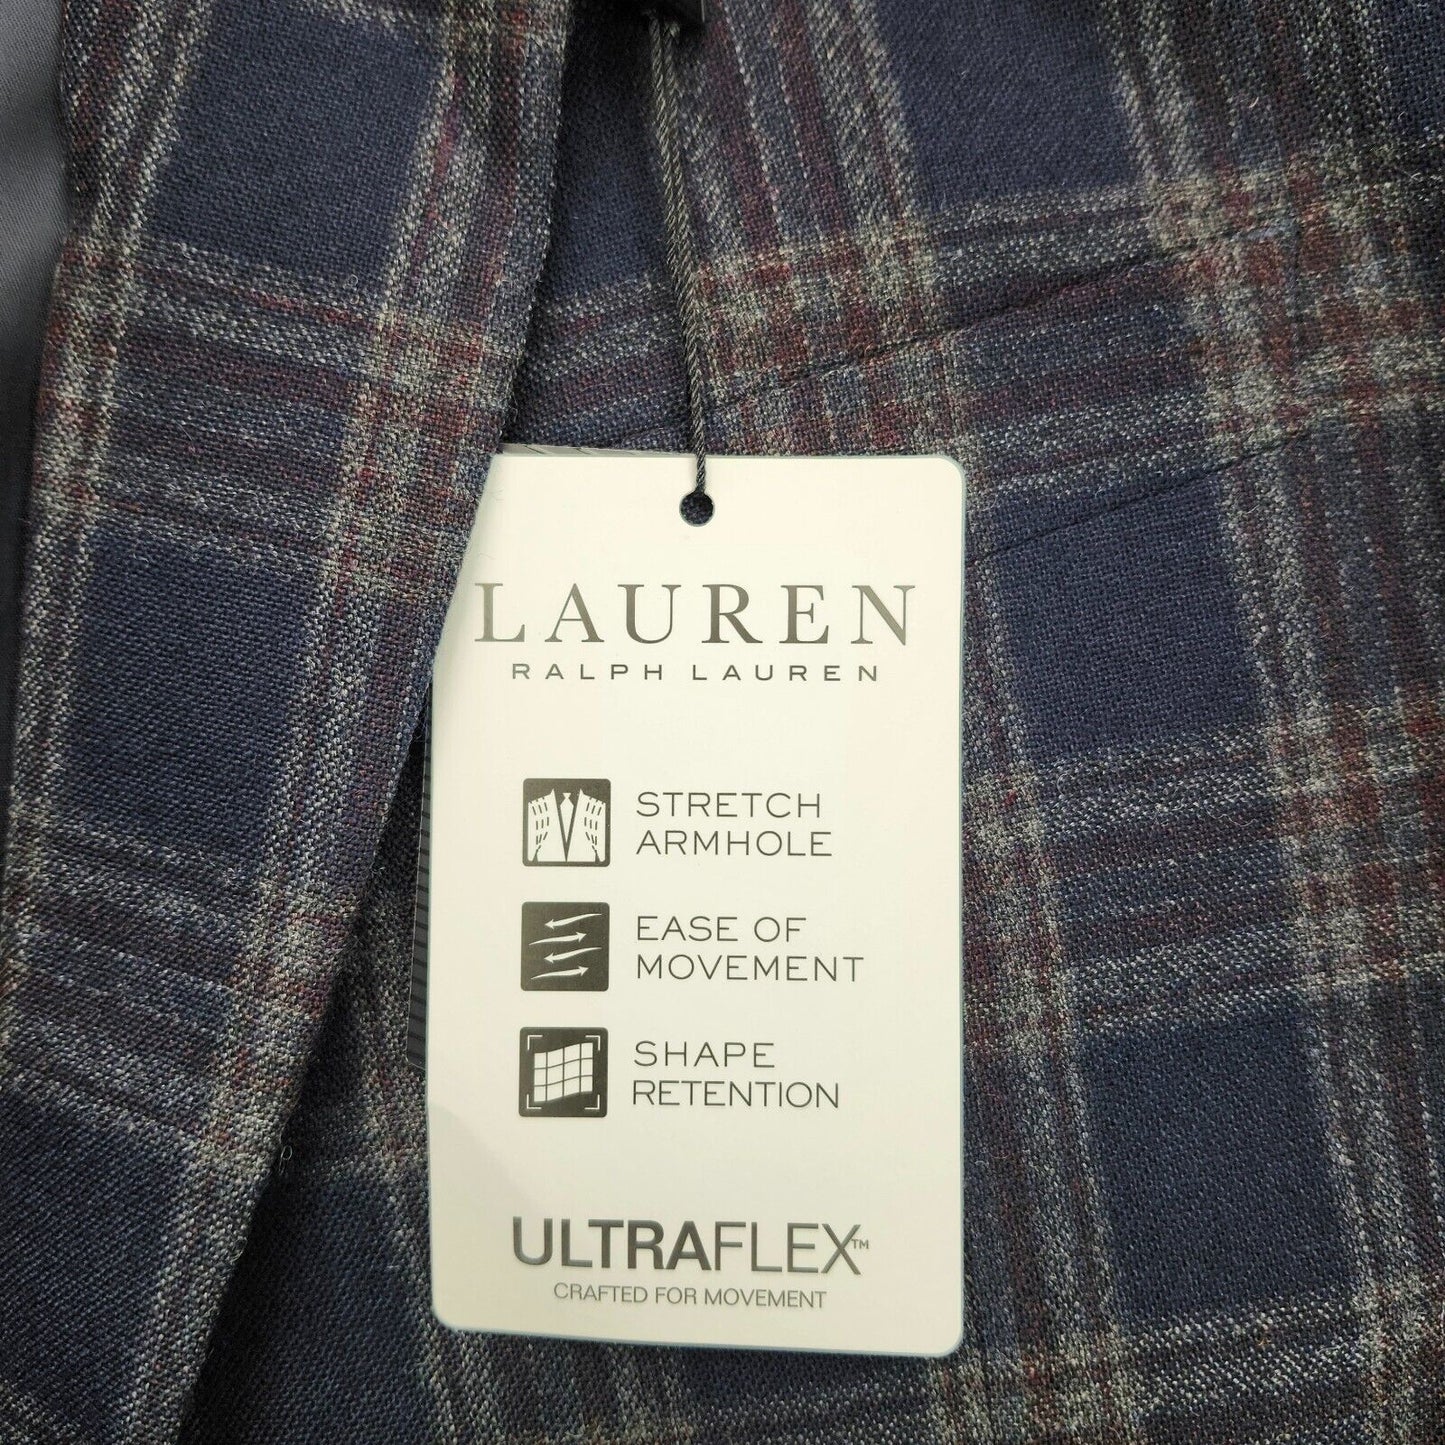 LAUREN
RALPH LAUREN
STRETCH
ARMHOLE
EASE OF
MOVEMENT
SHAPE
RETENTION
ULTRAFLEX™
CRAFTED FOR MOVEMENT